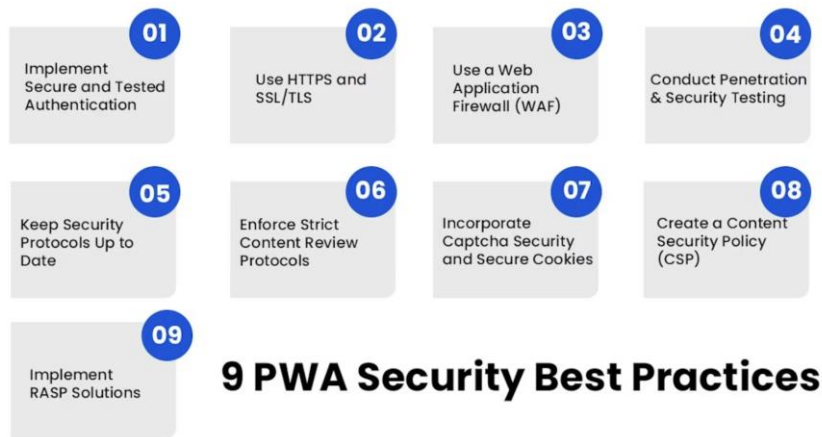 01
Implement
Secure and Tested
Authentication
02
Use HTTPS and
SSL/TLS
03
Use a Web
Application
Firewall (WAF)
04
Conduct Penetration
& Security Testing
05
Keep Security
Protocols Up to
Date
06
Enforce Strict
Content Review
Protocols
07
Incorporate
Captcha Security
and Secure Cookies
08
Create a Content
Security Policy
(CSP)
09
Implement
RASP Solutions
9 PWA Security Best Practices